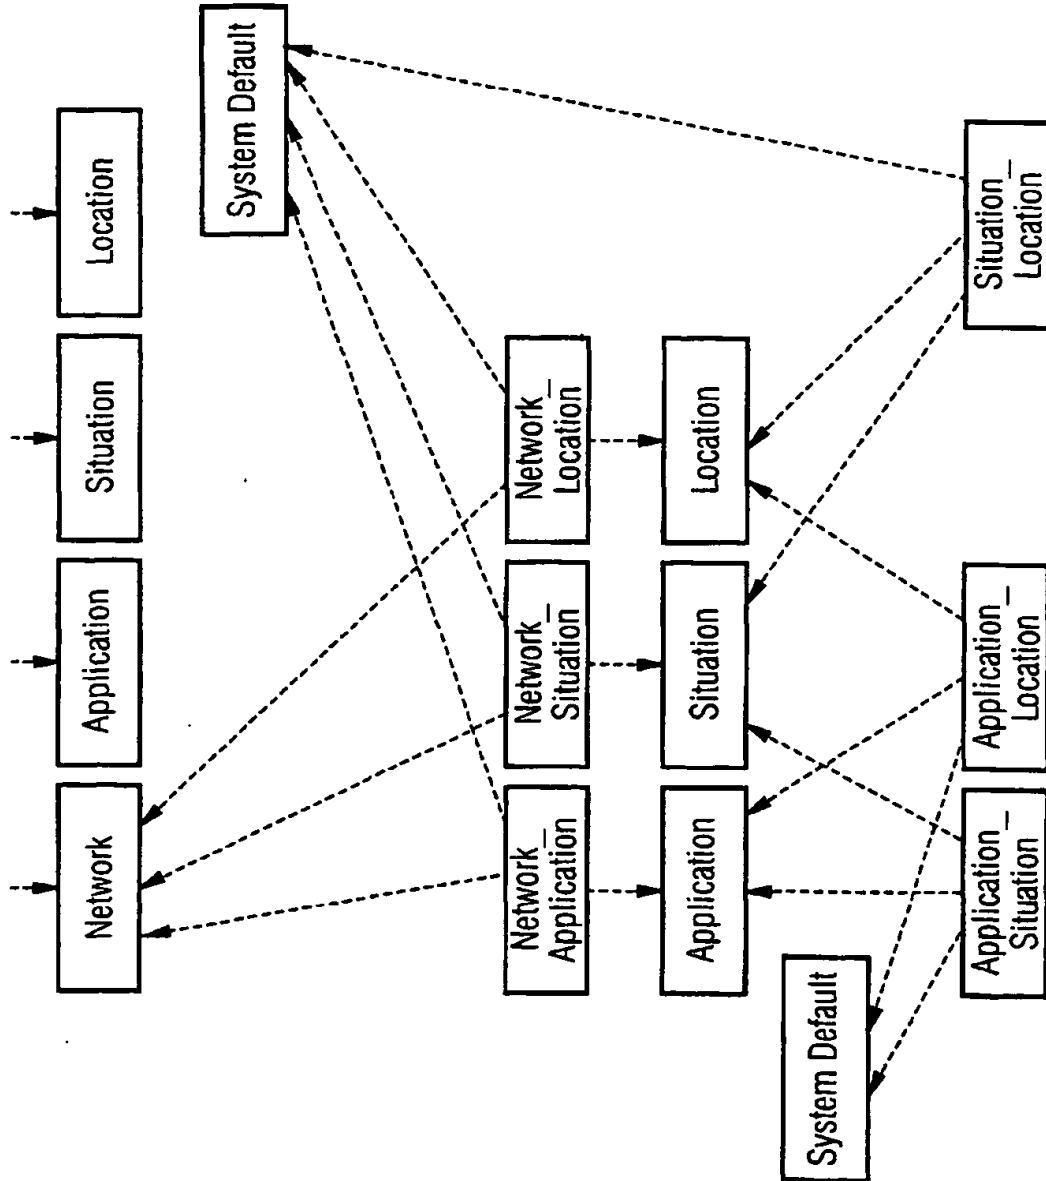 Network
Application
Situation
Location
System Default
Network_
Application
Network_
Situation
Network_
Location
Application
Situation
Location
System Default
Application_
Situation
Application_
Location
Situation_
Location